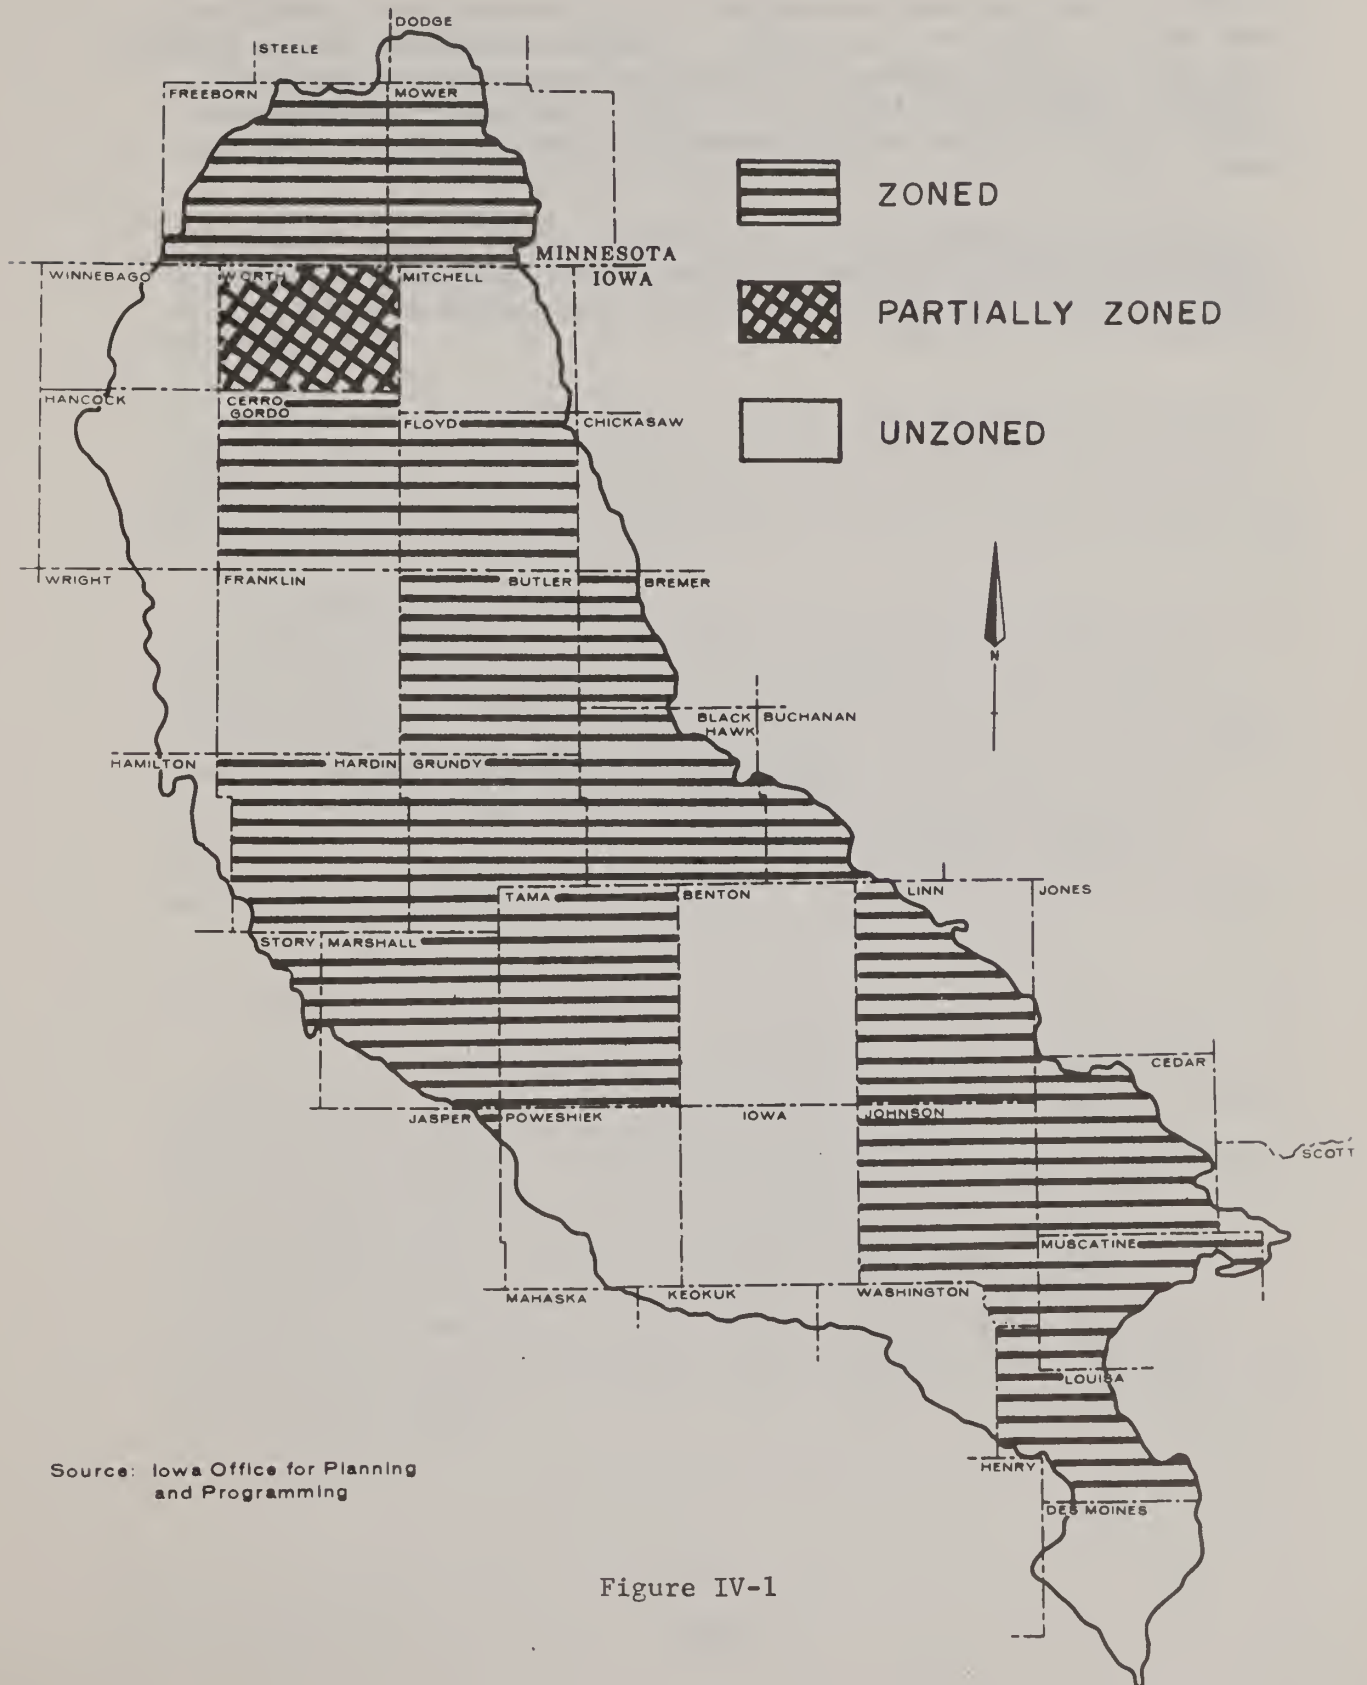 DODGE
STEELE
FREEBORN
MOWER
ZONED
MINNESOTA
IOWA
WINNEBAGO
WORTH
MITCHELL
PARTIALLY ZONED
HANCOCK
CERRO
GORDO
FLOYD
CHICKASAW
UNZONED
WRIGHT
FRANKLIN
BUTLER
BREMER
N
BLACK
HAWK
BUCHANAN
HAMILTON
HARDIN
GRUNDY
TAMA
BENTON
LINN
JONES
STORY
MARSHALL
CEDAR
JASPER
POWESHIEK
IOWA
JOHNSON
SCOTT
MUSCATINE
MAHASKA
KEOKUK
WASHINGTON
LOUISA
HENRY
DES MOINES
Source: Iowa Office for Planning
and Programming
Figure IV-1